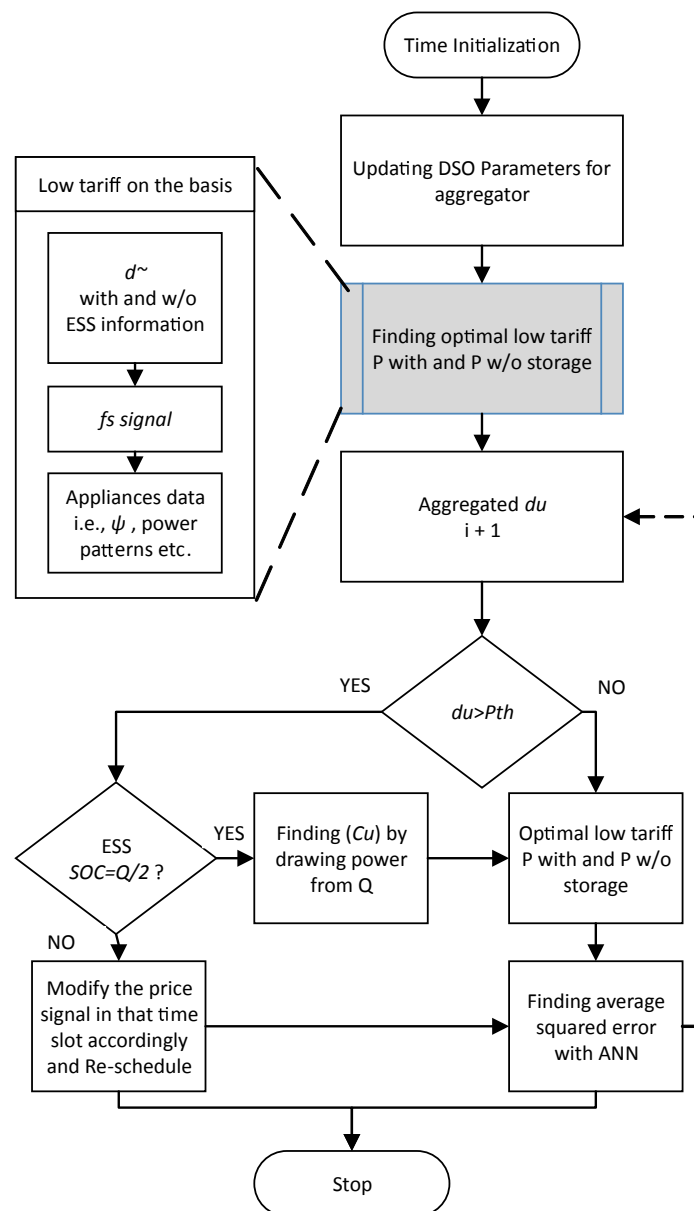 Time Initialization
Updating DSO Parameters for
aggregator
Low tariff on the basis
d~
with and w/o
ESS information
fs signal
Appliances data
i.e., ψ , power
patterns etc.
Finding optimal low tariff
P with and P w/o storage
Aggregated du
i + 1
YES
NO
du>Pth
ESS
SOC=Q/2 ?
YES
Finding (Cu) by
drawing power
from Q
Optimal low tariff
P with and P w/o
storage
NO
Modify the price
signal in that time
slot accordingly
and Re-schedule
Finding average
squared error
with ANN
Stop